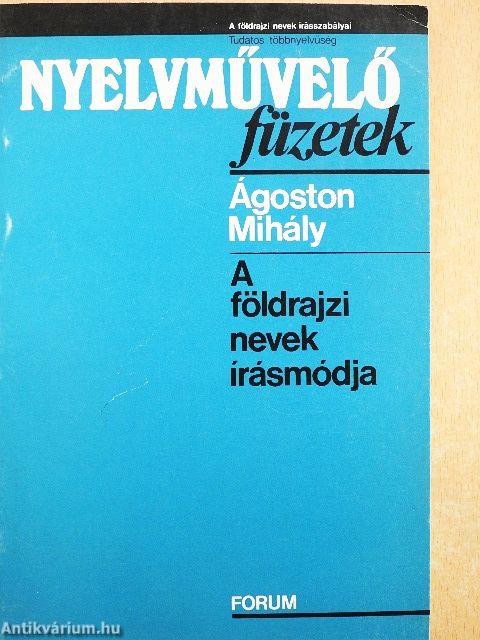 A földrajzi nevek írásszabályai
Tudatos többnyelvűség
NYELVMŰVELŐ
füzetek
Ágoston
Mihály
A
földrajzi
nevek
írásmódja
FORUM
Antikvárium.hu